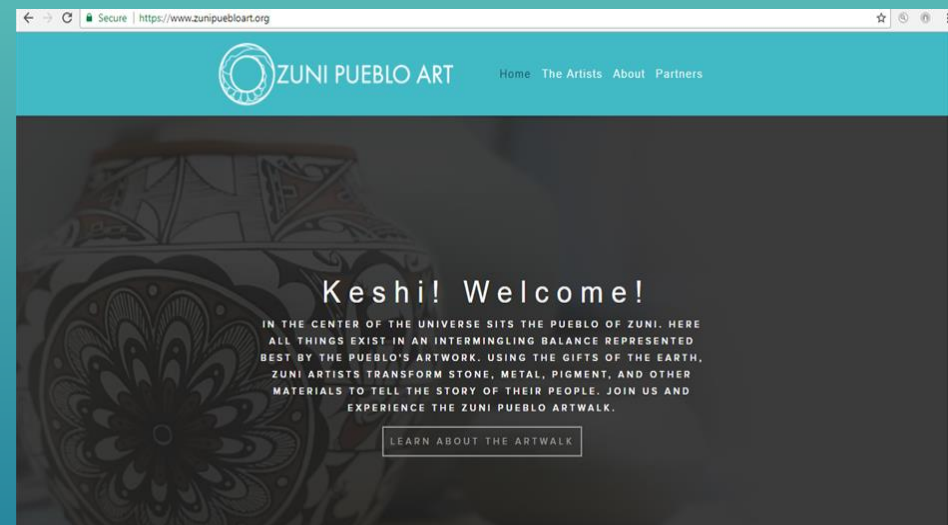 Secure | https://www.zunipuebloart.org
ZUNI PUEBLO ART
Home The Artists About Partners
Keshi! Welcome!
IN THE CENTER OF THE UNIVERSE SITS THE PUEBLO OF ZUNI. HERE
ALL THINGS EXIST IN AN INTERMINGLING BALANCE REPRESENTED
BEST BY THE PUEBLO'S ARTWORK. USING THE GIFTS OF THE EARTH,
ZUNI ARTISTS TRANSFORM STONE, METAL, PIGMENT, AND OTHER
MATERIALS TO TELL THE STORY OF THEIR PEOPLE. JOIN US AND
EXPERIENCE THE ZUNI PUEBLO ARTWALK.
LEARN ABOUT THE ARTWALK